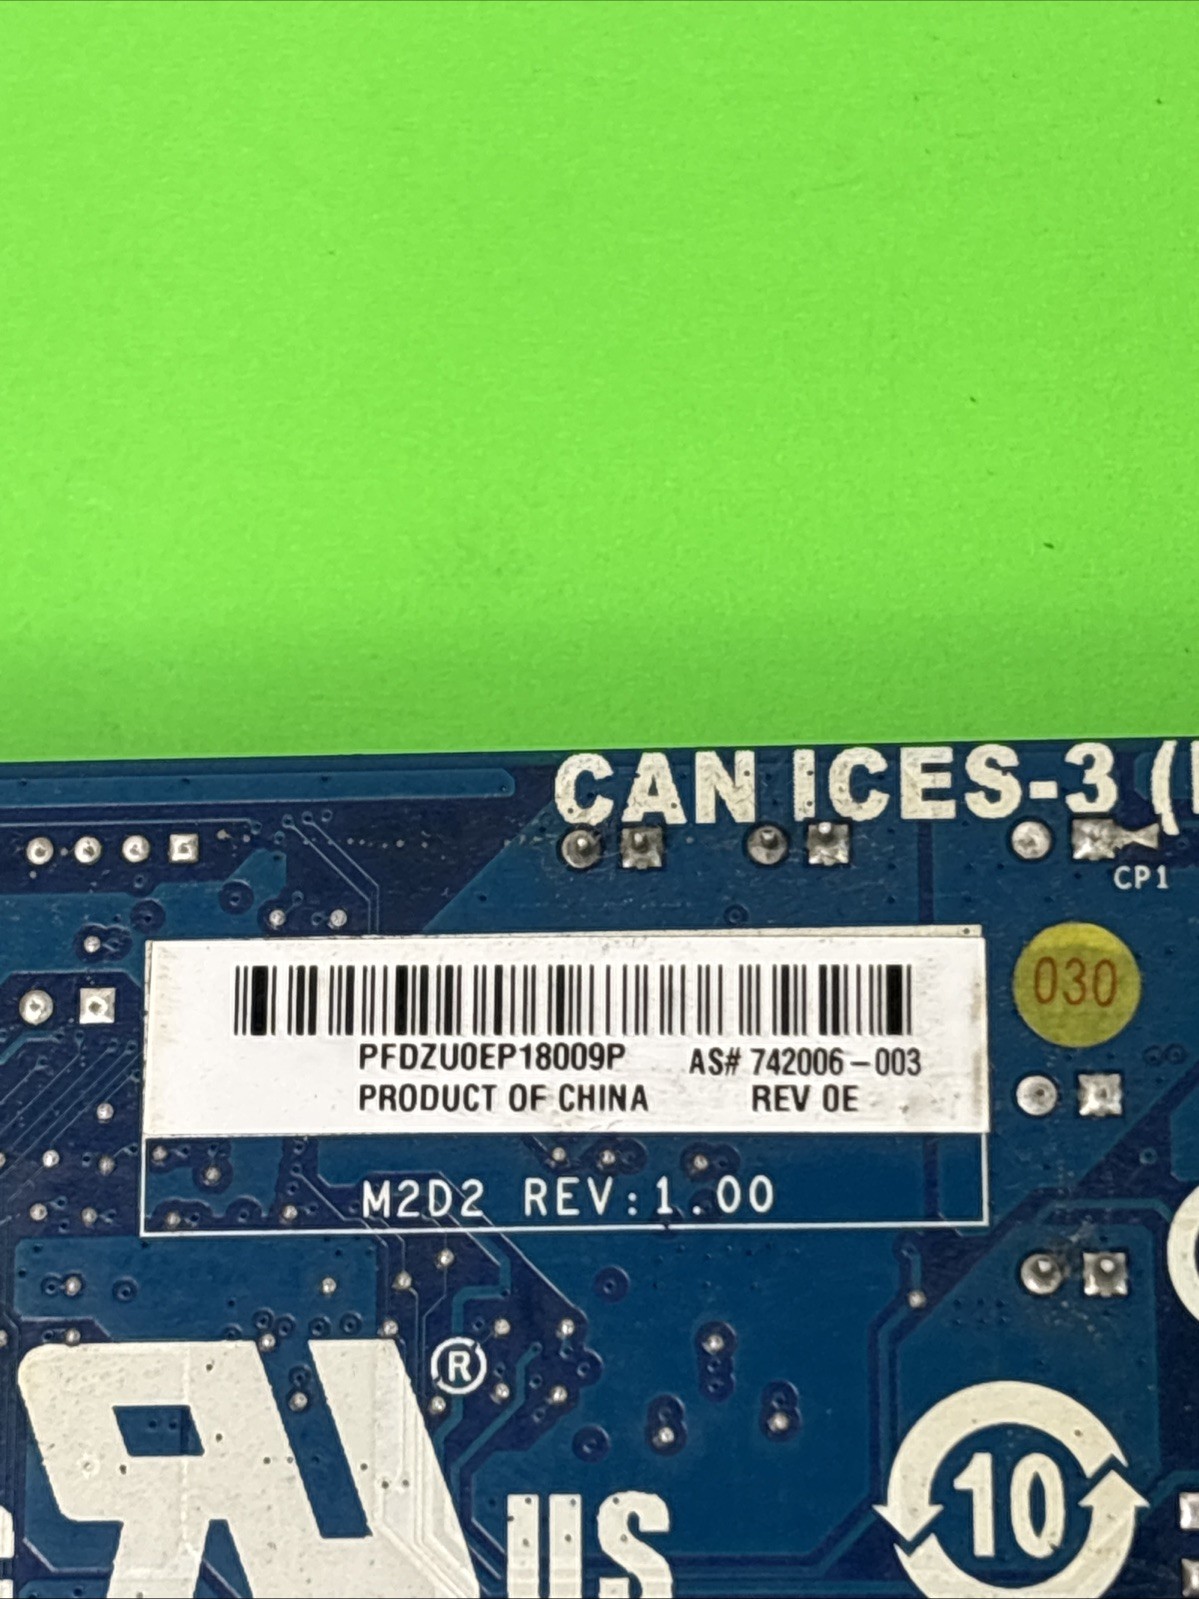 CAN ICES-3 (
CP1
030
PFDZU0EP18009P AS# 742006-003
PRODUCT OF CHINA REV 0E
M2D2 REV:1.00
®
US
10